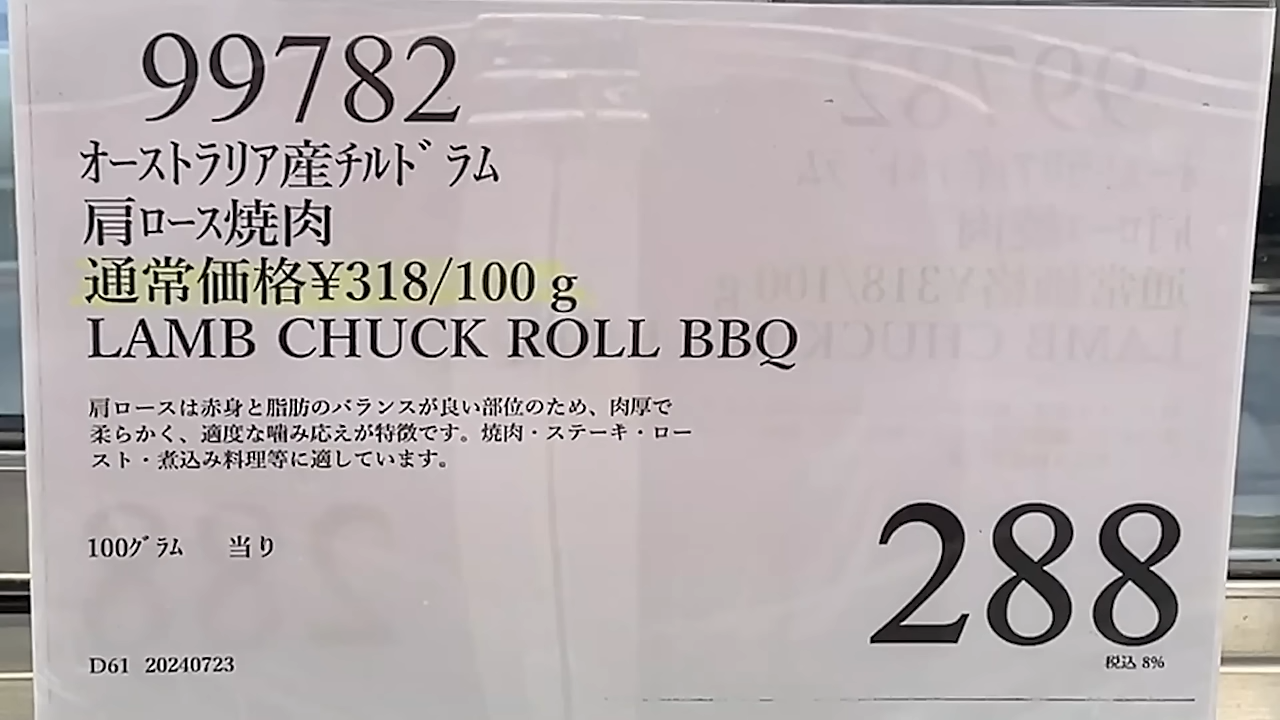 99782
ｵｰｽﾄﾗﾘｱ産ﾁﾙﾄﾞﾗﾑ
肩ﾛｰｽ焼肉
通常価格¥318/100ｇ
LAMB CHUCK ROLL BBQ
肩ロースは赤身と脂肪のバランスが良い部位のため、肉厚で
柔らかく、適度な噛み応えが特徴です。焼肉・ステーキ・ロー
スト・煮込み料理等に適しています。
100ｸﾞﾗﾑ 当り
288
税込 8%
D61 20240723